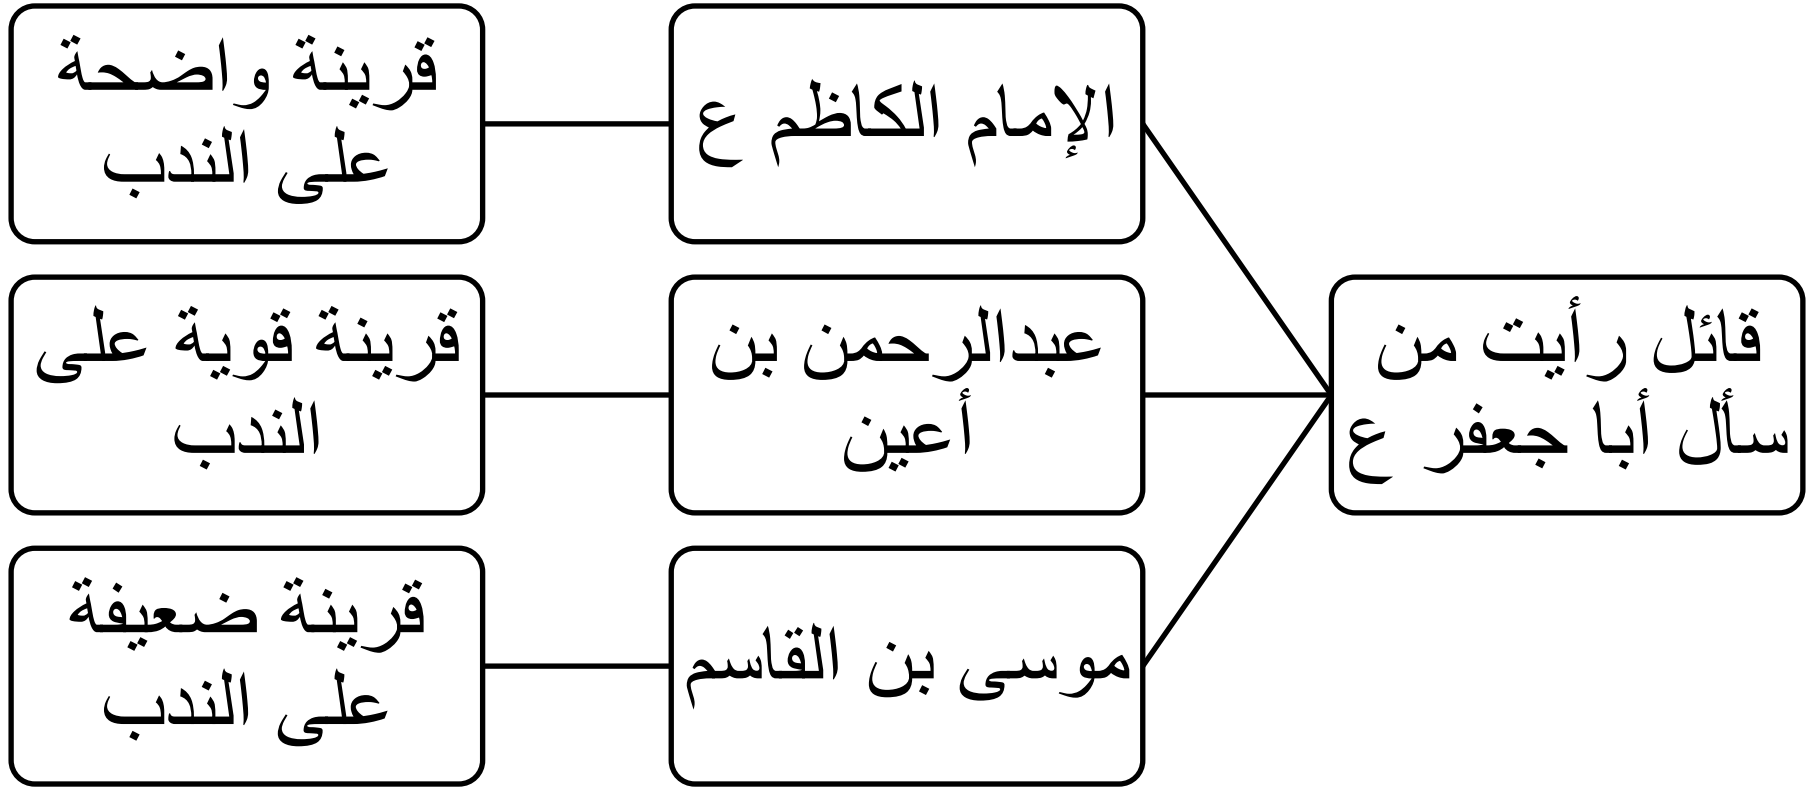 قائل رأيت من
سأل أبا جعفر ع
الإمام الكاظم ع
قرينة واضحة
على الندب
عبدالرحمن بن
أعين
قرينة قوية على
الندب
موسى بن القاسم
قرينة ضعيفة
على الندب